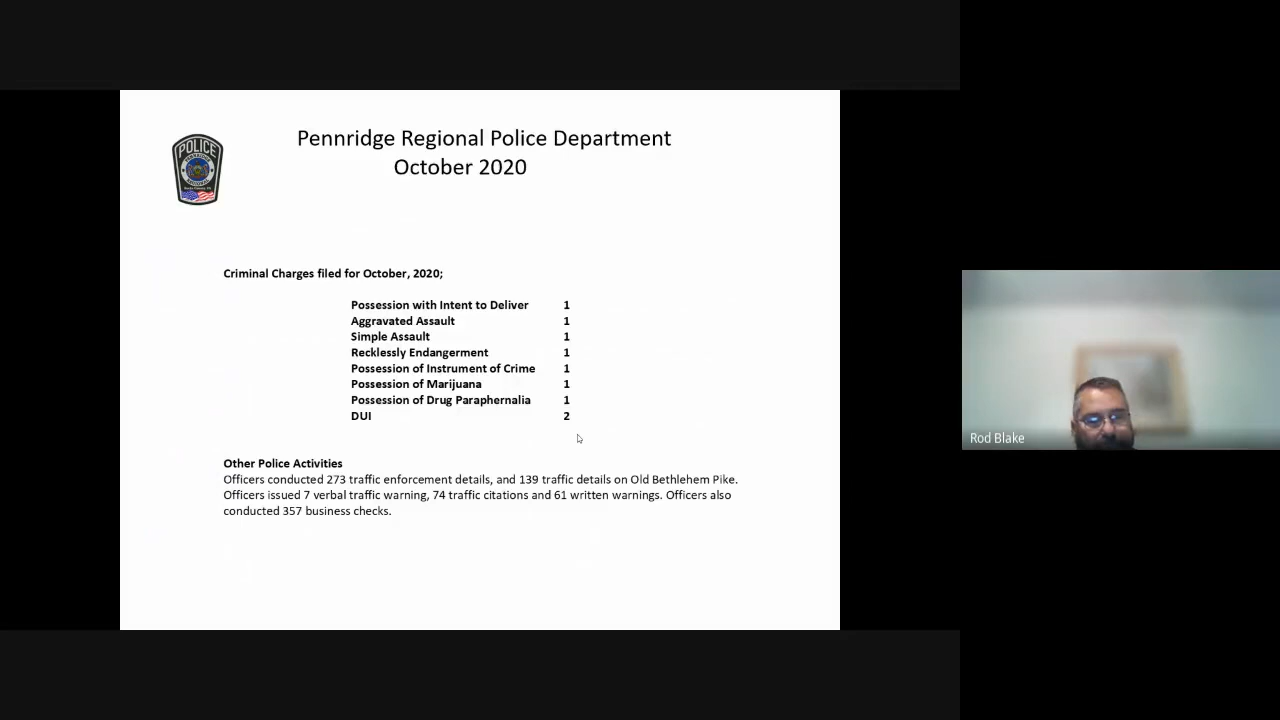 Pennridge Regional Police Department
October 2020
POLICE
Criminal Charges filed for October, 2020;
Possession with Intent to Deliver 1
Aggravated Assault 1
Simple Assault 1
Recklessly Endangerment 1
Possession of Instrument of Crime 1
Possession of Marijuana 1
Possession of Drug Paraphernalia 1
DUI 2
Other Police Activities
Officers conducted 273 traffic enforcement details, and 139 traffic details on Old Bethlehem Pike.
Officers issued 7 verbal traffic warning, 74 traffic citations and 61 written warnings. Officers also
conducted 357 business checks.
Rod Blake